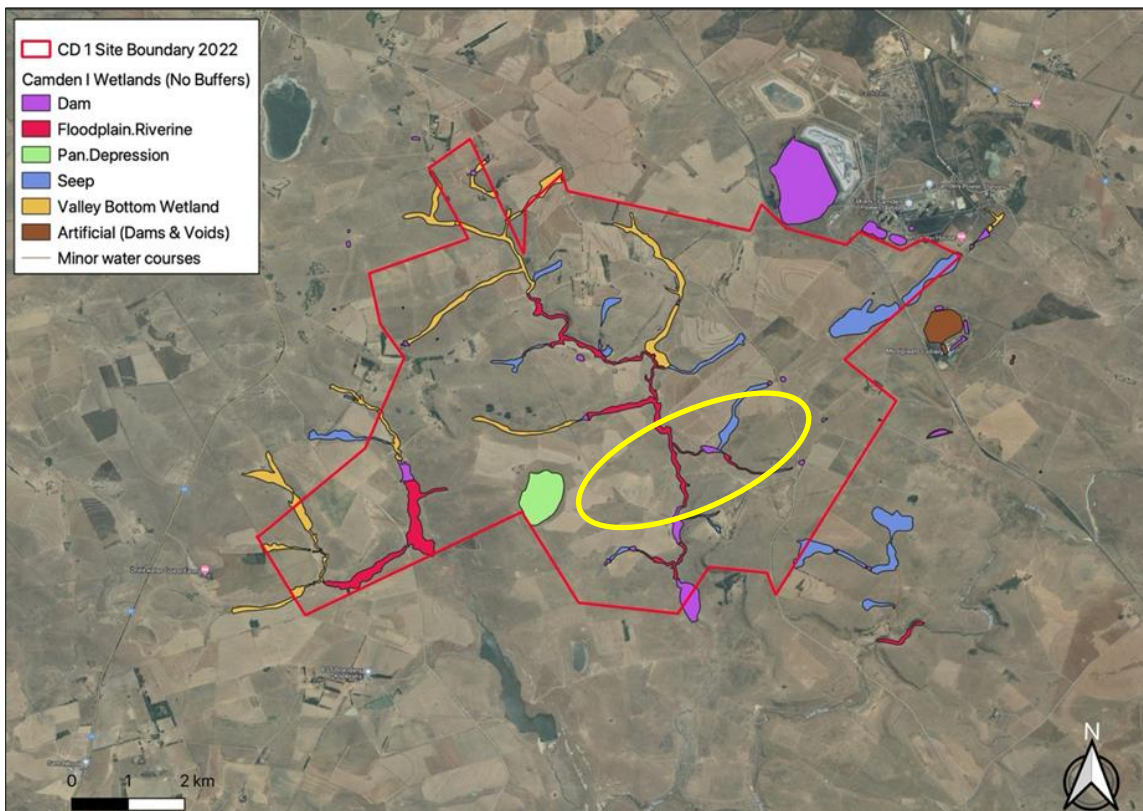 CD 1 Site Boundary 2022
Camden I Wetlands (No Buffers)
Dam
Floodplain.Riverine
Pan.Depression
Seep
Valley Bottom Wetland
Artificial (Dams & Voids)
Minor water courses
N
0 1 2 km